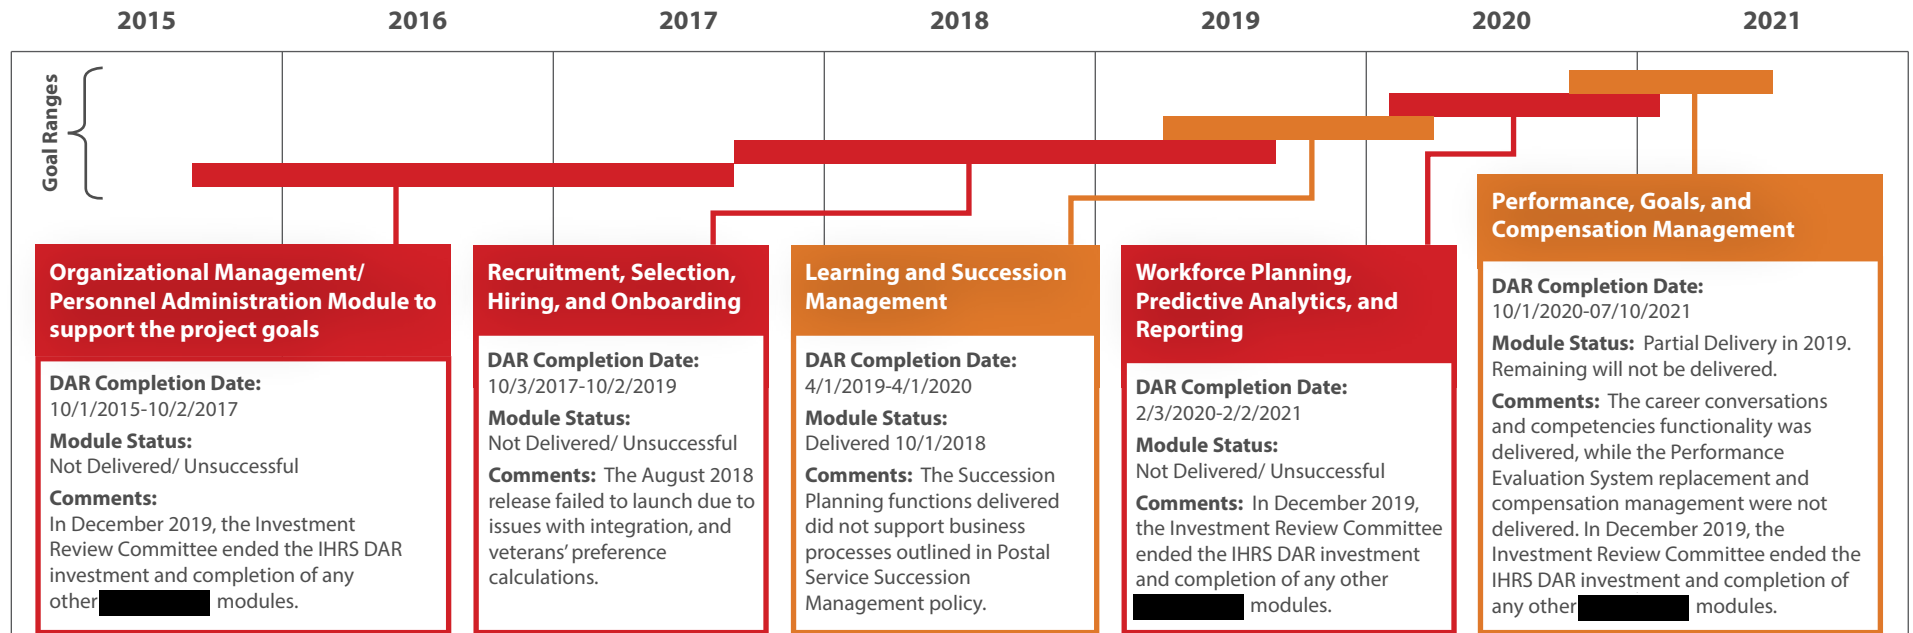 2015 2016 2017 2018 2019 2020 2021
Goal Ranges
Organizational Management/
Personnel Administration Module to
support the project goals
DAR Completion Date:
10/1/2015-10/2/2017
Module Status:
Not Delivered/ Unsuccessful
Comments:
In December 2019, the Investment
Review Committee ended the IHRS DAR
investment and completion of any
other modules.
Recruitment, Selection,
Hiring, and Onboarding
DAR Completion Date:
10/3/2017-10/2/2019
Module Status:
Not Delivered/ Unsuccessful
Comments: The August 2018
release failed to launch due to
issues with integration, and
veterans’ preference
calculations.
Learning and Succession
Management
DAR Completion Date:
4/1/2019-4/1/2020
Module Status:
Delivered 10/1/2018
Comments: The Succession
Planning functions delivered
did not support business
processes outlined in Postal
Service Succession
Management policy.
Workforce Planning,
Predictive Analytics, and
Reporting
DAR Completion Date:
2/3/2020-2/2/2021
Module Status:
Not Delivered/ Unsuccessful
Comments: In December 2019,
the Investment Review Committee
ended the IHRS DAR investment
and completion of any other
modules.
Performance, Goals, and
Compensation Management
DAR Completion Date:
10/1/2020-07/10/2021
Module Status: Partial Delivery in 2019.
Remaining will not be delivered.
Comments: The career conversations
and competencies functionality was
delivered, while the Performance
Evaluation System replacement and
compensation management were not
delivered. In December 2019, the
Investment Review Committee ended the
IHRS DAR investment and completion of
any other modules.